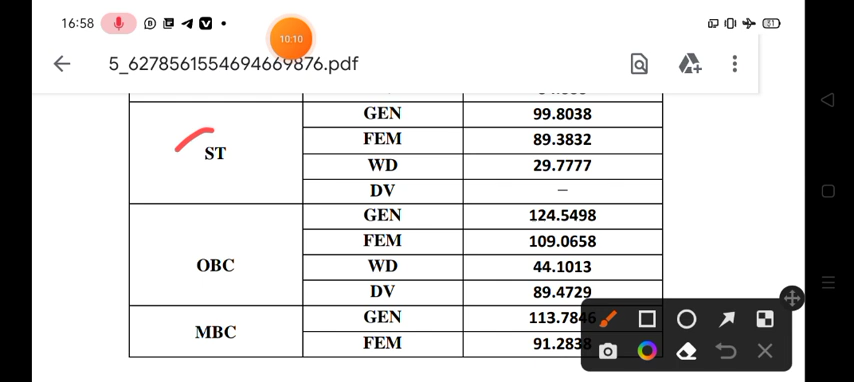 16:58
31
10:10
5_6278561554694669876.pdf
GEN 99.8038
FEM 89.3832
ST
WD 29.7777
DV –
GEN 124.5498
FEM 109.0658
OBC
WD 44.1013
DV 89.4729
GEN 113.7846
MBC
FEM 91.2838